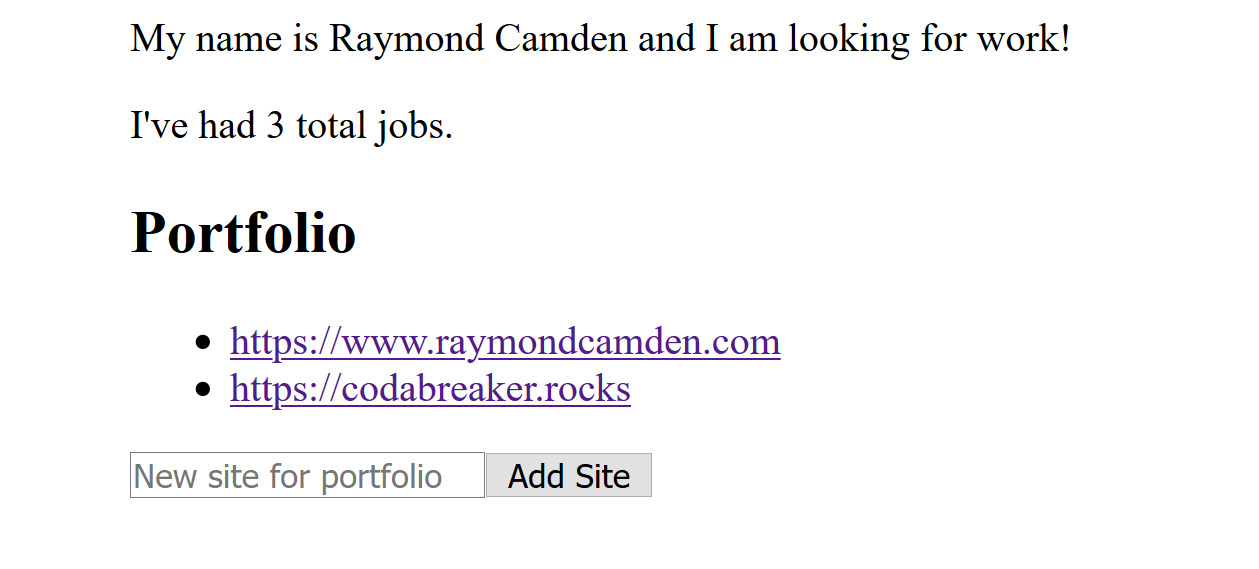 My name is Raymond Camden and I am looking for work!
I've had 3 total jobs.
Portfolio
https://www.raymondcamden.com
https://codabreaker.rocks
New site for portfolio Add Site